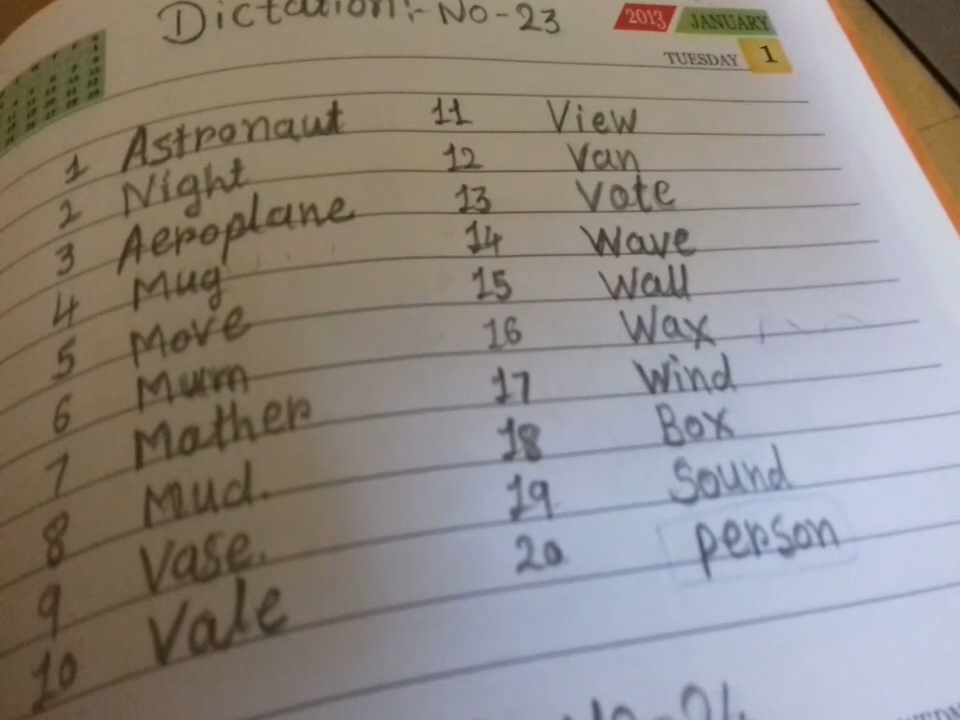 Dictation:- No-23
2013 JANUARY
TUESDAY 1
1 Astronaut 11 View
2 Night 12 Van
3 Aeroplane 13 Vote
4 Mug 14 Wave
5 Move 15 Wall
6 Mum 16 Wax
7 Mather 17 Wind
8 Mud. 18 Box
9 Vase. 19 Sound
10 Vale 20 person